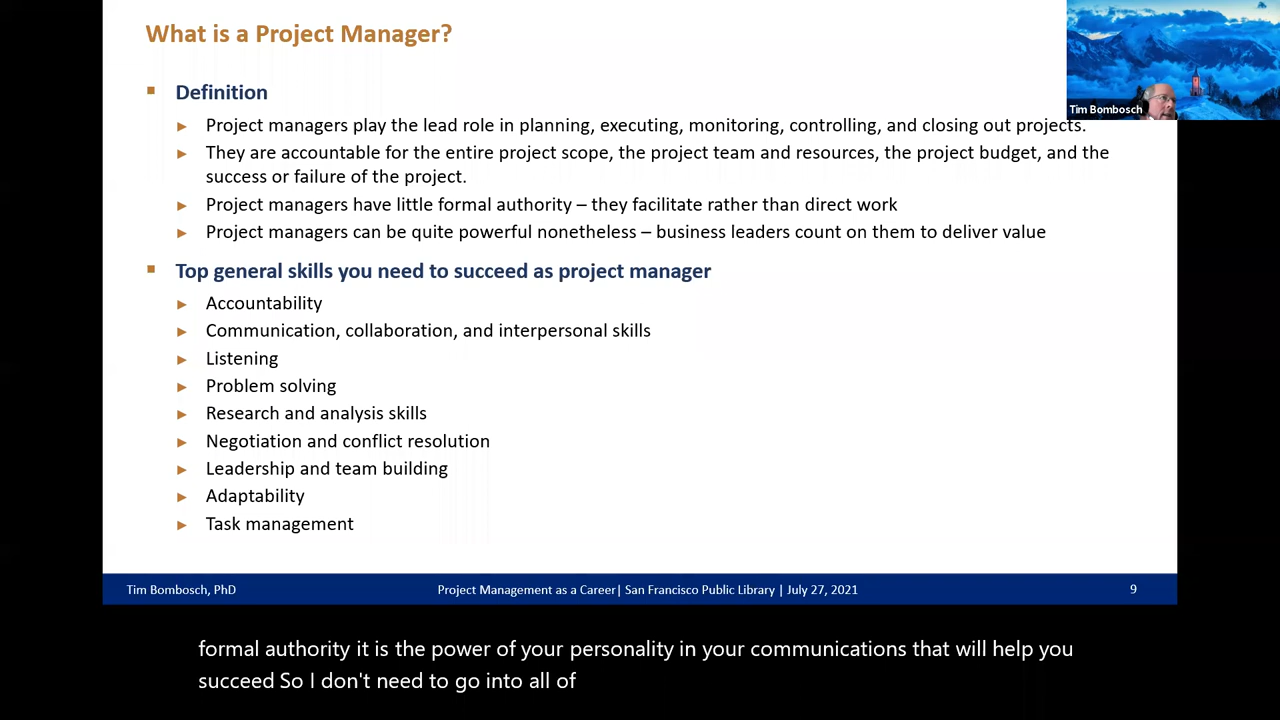 What is a Project Manager?
Tim Bombosch
Definition
Project managers play the lead role in planning, executing, monitoring, controlling, and closing out projects.
They are accountable for the entire project scope, the project team and resources, the project budget, and the
success or failure of the project.
Project managers have little formal authority – they facilitate rather than direct work
Project managers can be quite powerful nonetheless – business leaders count on them to deliver value
Top general skills you need to succeed as project manager
Accountability
Communication, collaboration, and interpersonal skills
Listening
Problem solving
Research and analysis skills
Negotiation and conflict resolution
Leadership and team building
Adaptability
Task management
Tim Bombosch, PhD
Project Management as a Career| San Francisco Public Library | July 27, 2021
9
formal authority it is the power of your personality in your communications that will help you
succeed So I don't need to go into all of